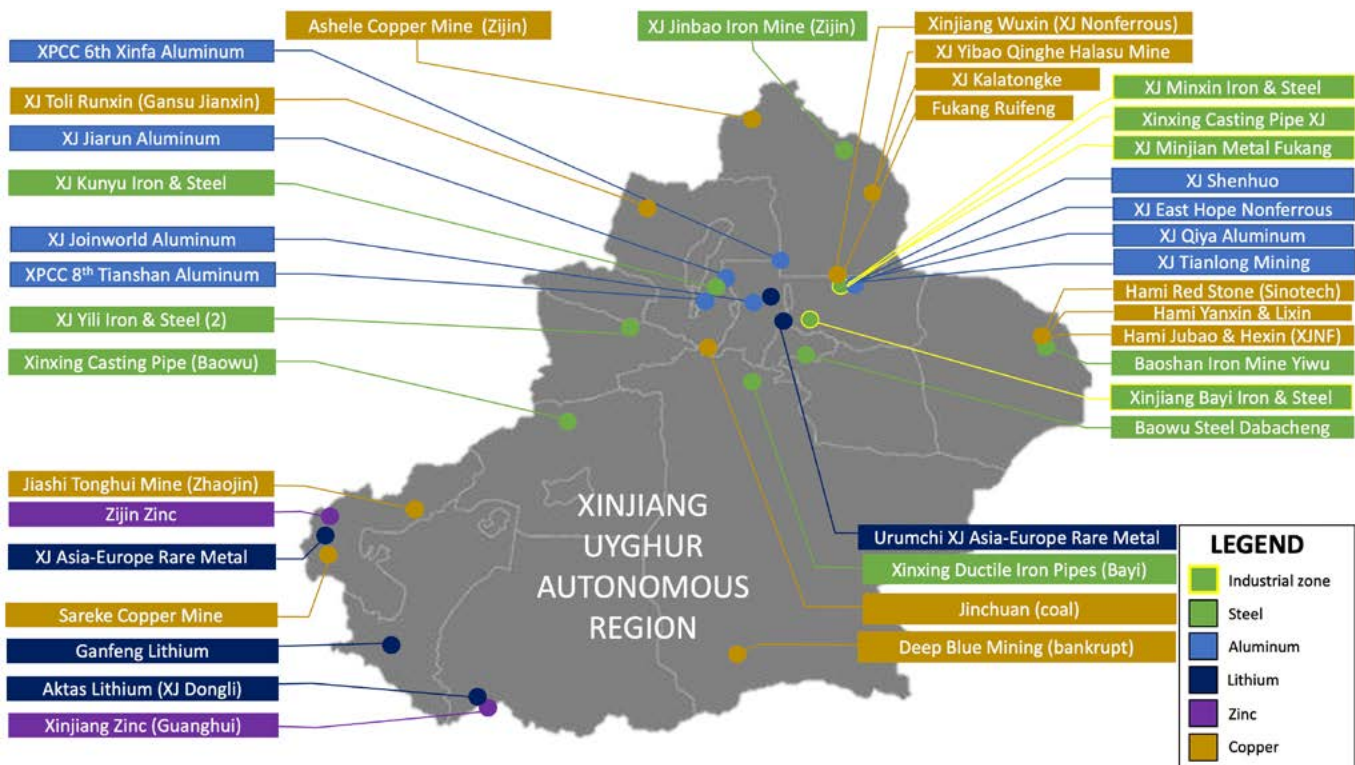 Ashele Copper Mine (Zijin)
XJ Jinbao Iron Mine (Zijin)
XPCC 6th Xinfa Aluminum
XJ Toli Runxin (Gansu Jianxin)
XJ Jiarun Aluminum
XJ Kunyu Iron & Steel
XJ Joinworld Aluminum
XPCC 8th Tianshan Aluminum
XJ Yili Iron & Steel (2)
Xinxing Casting Pipe (Baowu)
Jiashi Tonghui Mine (Zhaojin)
Zijin Zinc
XJ Asia-Europe Rare Metal
Sareke Copper Mine
Ganfeng Lithium
Aktas Lithium (XJ Dongli)
Xinjiang Zinc (Guanghui)
XINJIANG
UYGHUR
AUTONOMOUS
REGION
Xinjiang Wuxin (XJ Nonferrous)
XJ Yibao Qinghe Halasu Mine
XJ Kalatongke
Fukang Ruifeng
XJ Minxin Iron & Steel
Xinxing Casting Pipe XJ
XJ Minjian Metal Fukang
XJ Shenhuo
XJ East Hope Nonferrous
XJ Qiya Aluminum
XJ Tianlong Mining
Hami Red Stone (Sinotech)
Hami Yanxin & Lixin
Hami Jubao & Hexin (XJNF)
Baoshan Iron Mine Yiwu
Xinjiang Bayi Iron & Steel
Baowu Steel Dabacheng
Urumchi XJ Asia-Europe Rare Metal
Xinxing Ductile Iron Pipes (Bayi)
Jinchuan (coal)
Deep Blue Mining (bankrupt)
LEGEND
Industrial zone
Steel
Aluminum
Lithium
Zinc
Copper